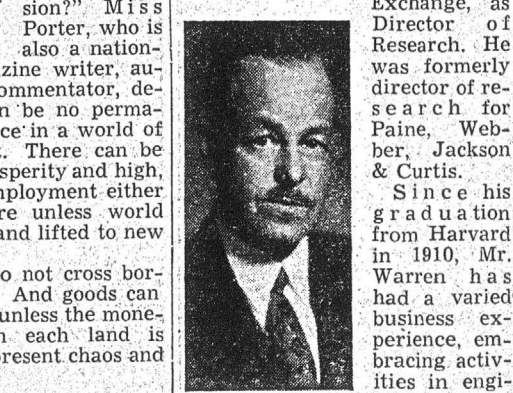 sion?" Miss
Porter, who is
also a nation-
zine writer, au-
ommentator, de-
n be no perma-
ce in a world of
. There can be
sperity and high,
mployment either
re unless world
and lifted to new
o not cross bor-
And goods can
unless the mone-
n each land is
present chaos and
Exchange, as
Director of
Research. He
was formerly
director of re-
search for
Paine, Web-
ber, Jackson
& Curtis.
Since his
graduation
from Harvard
in 1910, Mr.
Warren has
had a varied
business ex-
perience, em-
bracing activ-
ities in engi-